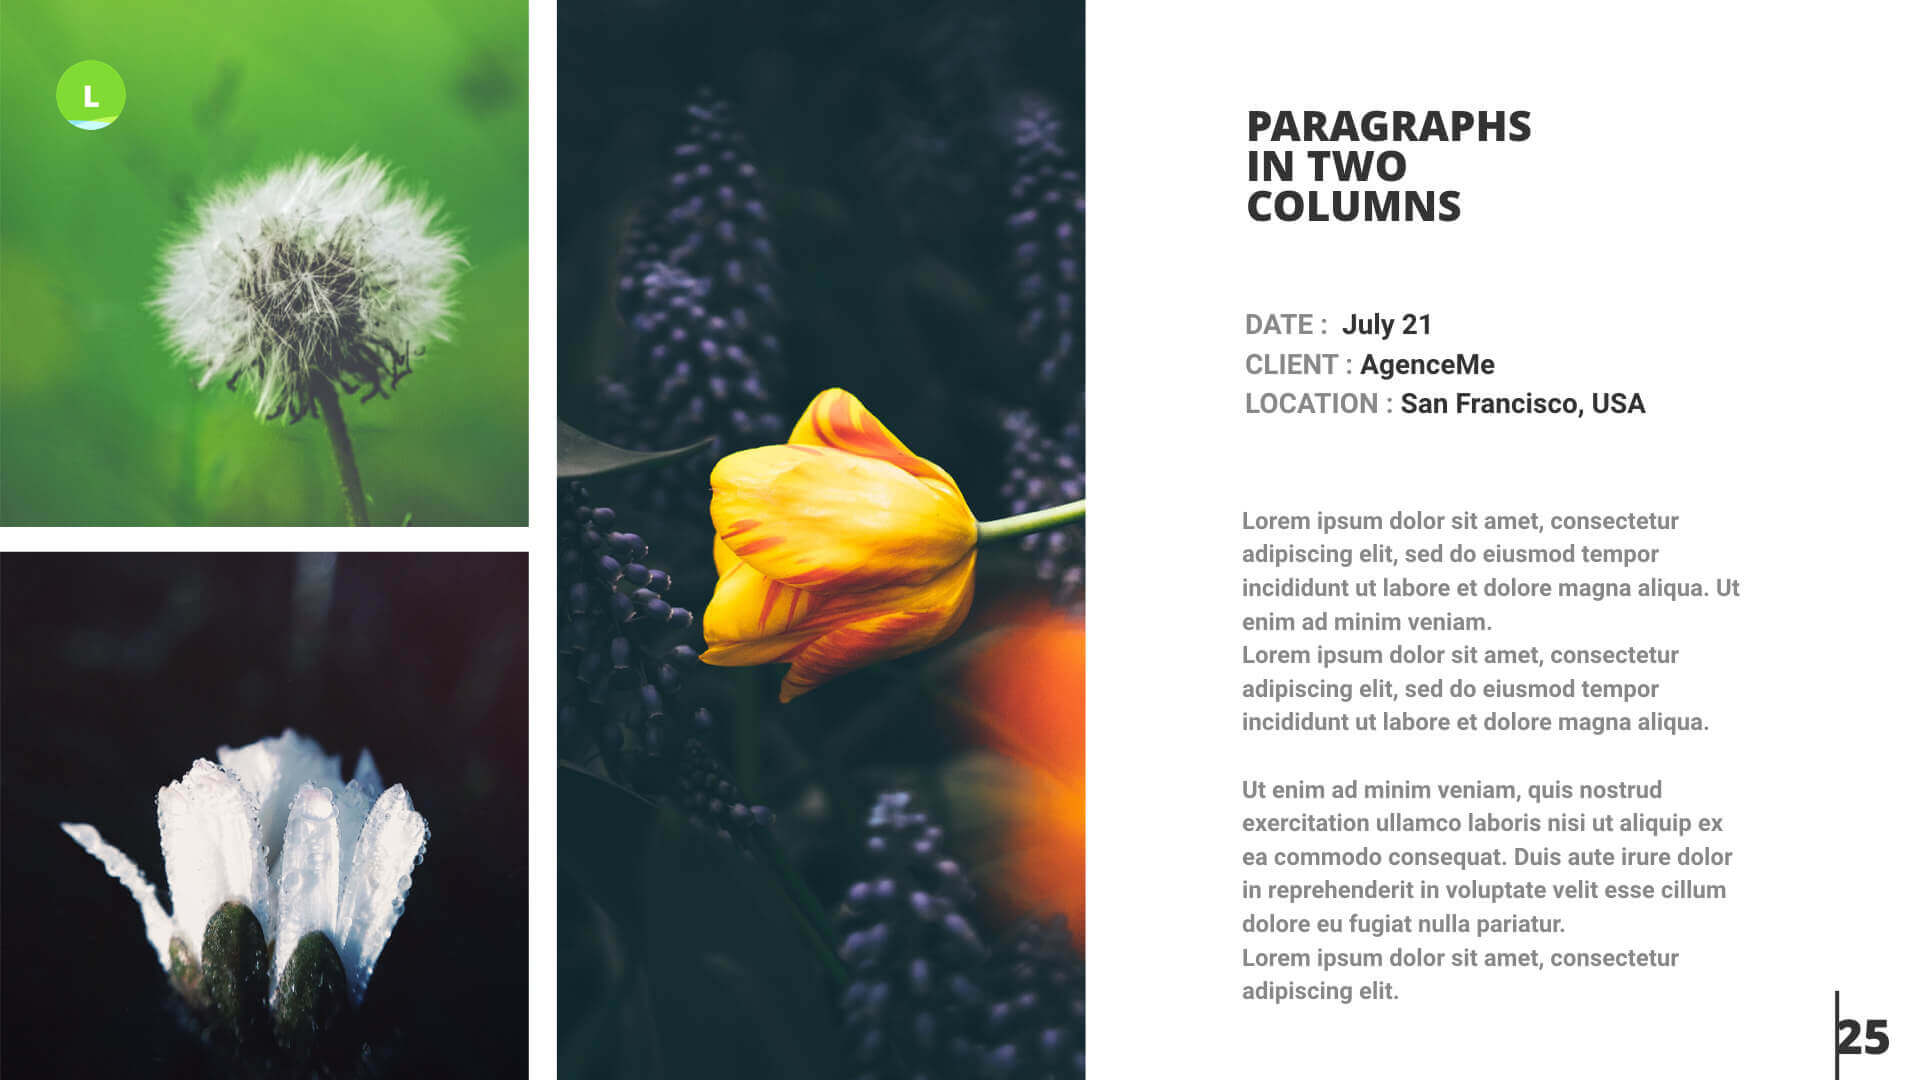 L
PARAGRAPHS
IN TWO
COLUMNS
DATE : July 21
CLIENT : AgenceMe
LOCATION : San Francisco, USA
Lorem ipsum dolor sit amet, consectetur
adipiscing elit, sed do eiusmod tempor
incididunt ut labore et dolore magna aliqua. Ut
enim ad minim veniam.
Lorem ipsum dolor sit amet, consectetur
adipiscing elit, sed do eiusmod tempor
incididunt ut labore et dolore magna aliqua.
Ut enim ad minim veniam, quis nostrud
exercitation ullamco laboris nisi ut aliquip ex
ea commodo consequat. Duis aute irure dolor
in reprehenderit in voluptate velit esse cillum
dolore eu fugiat nulla pariatur.
Lorem ipsum dolor sit amet, consectetur
adipiscing elit.
25